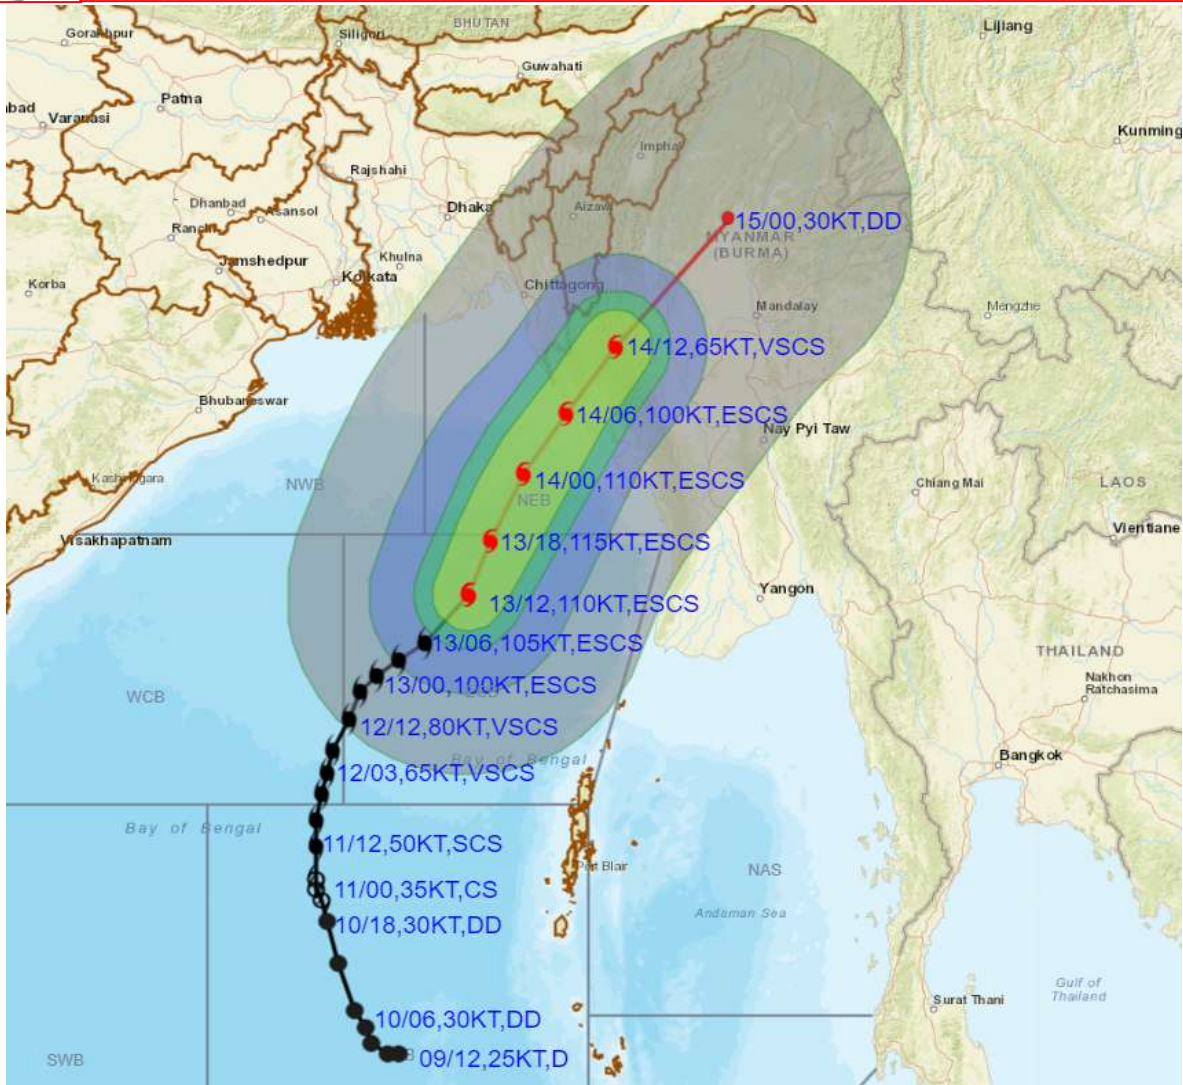 BHUTAN
Gorakhpur
Siligori
Lijiang
Guwahati
Patna
Varanasi
Kunming
Imphal
Rajshahi
Dhanbad
Asansol
Dhaka
Aizawl
Ranchi
15/00,30KT,DD
MYANMAR
(BURMA)
Jamshedpur
Khulna
Kolkata
Korba
Chittagong
Mandalay
Mengzhe
14/12,65KT,VSCS
Bhubaneswar
14/06,100KT,ESCS
Nay Pyi Taw
NWB
14/00,110KT,ESCS
NEB
Chiang Mai
LAOS
Vientiane
Visakhapatnam
13/18,115KT,ESCS
Yangon
13/12,110KT,ESCS
13/06,105KT,ESCS
THAILAND
Nakhon
Ratchasima
13/00,100KT,ESCS
WCB
12/12,80KT,VSCS
Bay of Bengal
Bangkok
12/03,65KT,VSCS
Bay of Bengal
11/12,50KT,SCS
Port Blair
NAS
11/00,35KT,CS
Andaman Sea
10/18,30KT,DD
Gulf of
Thailand
Surat Thani
10/06,30KT,DD
SWB
09/12,25KT,D